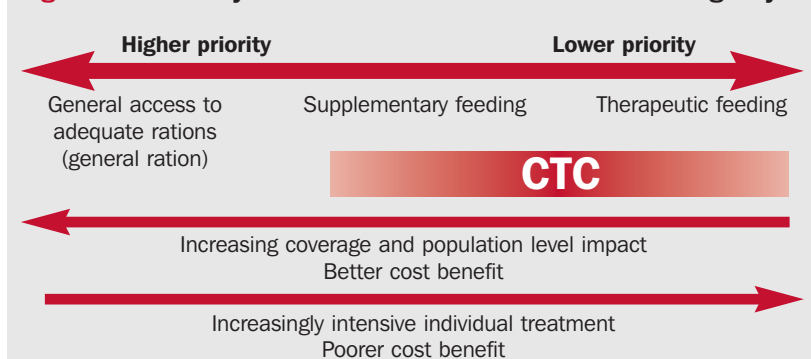 Higher priority
Lower priority
General access to
adequate rations
(general ration)
Supplementary feeding
Therapeutic feeding
CTC
Increasing coverage and population level impact
Better cost benefit
Increasingly intensive individual treatment
Poorer cost benefit